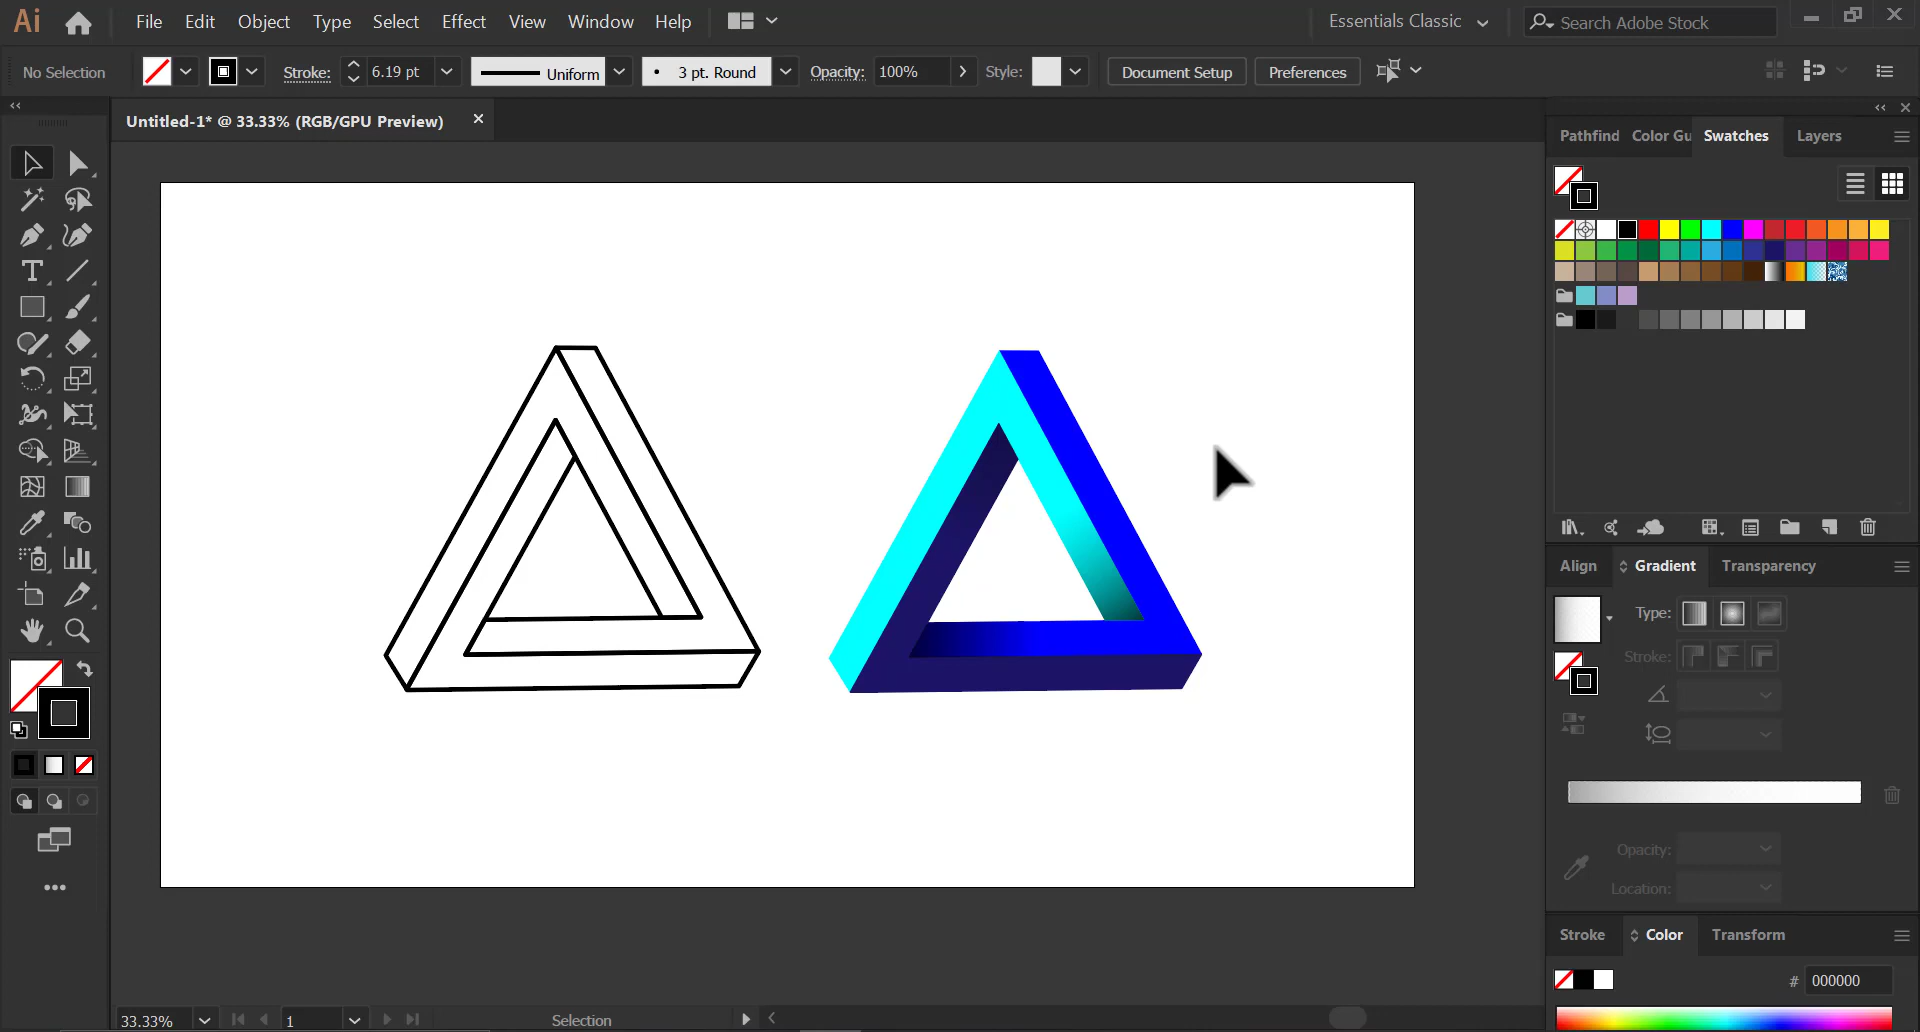 Ai File Edit Object Type Select Effect View Window Help Essentials Classic Search Adobe Stock
No Selection Stroke: 6.19 pt Uniform 3 pt. Round Opacity: 100% Style: Document Setup Preferences
Untitled-1* @ 33.33% (RGB/GPU Preview)
Pathfind Color Gu Swatches Layers
Align Gradient Transparency
Type:
Stroke:
Opacity:
Location:
Stroke Color Transform
# 000000
33.33% 1 Selection